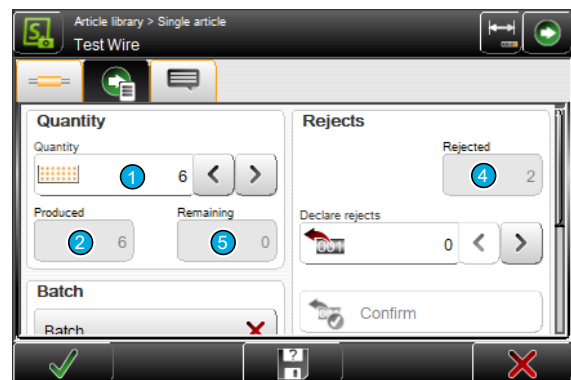 Article library > Single article
Test Wire
Quantity
Quantity
1
6
Produced
Remaining
2
6
5
0
Batch
Batch
Rejects
Rejected
4
2
Declare rejects
001
0
Confirm
?